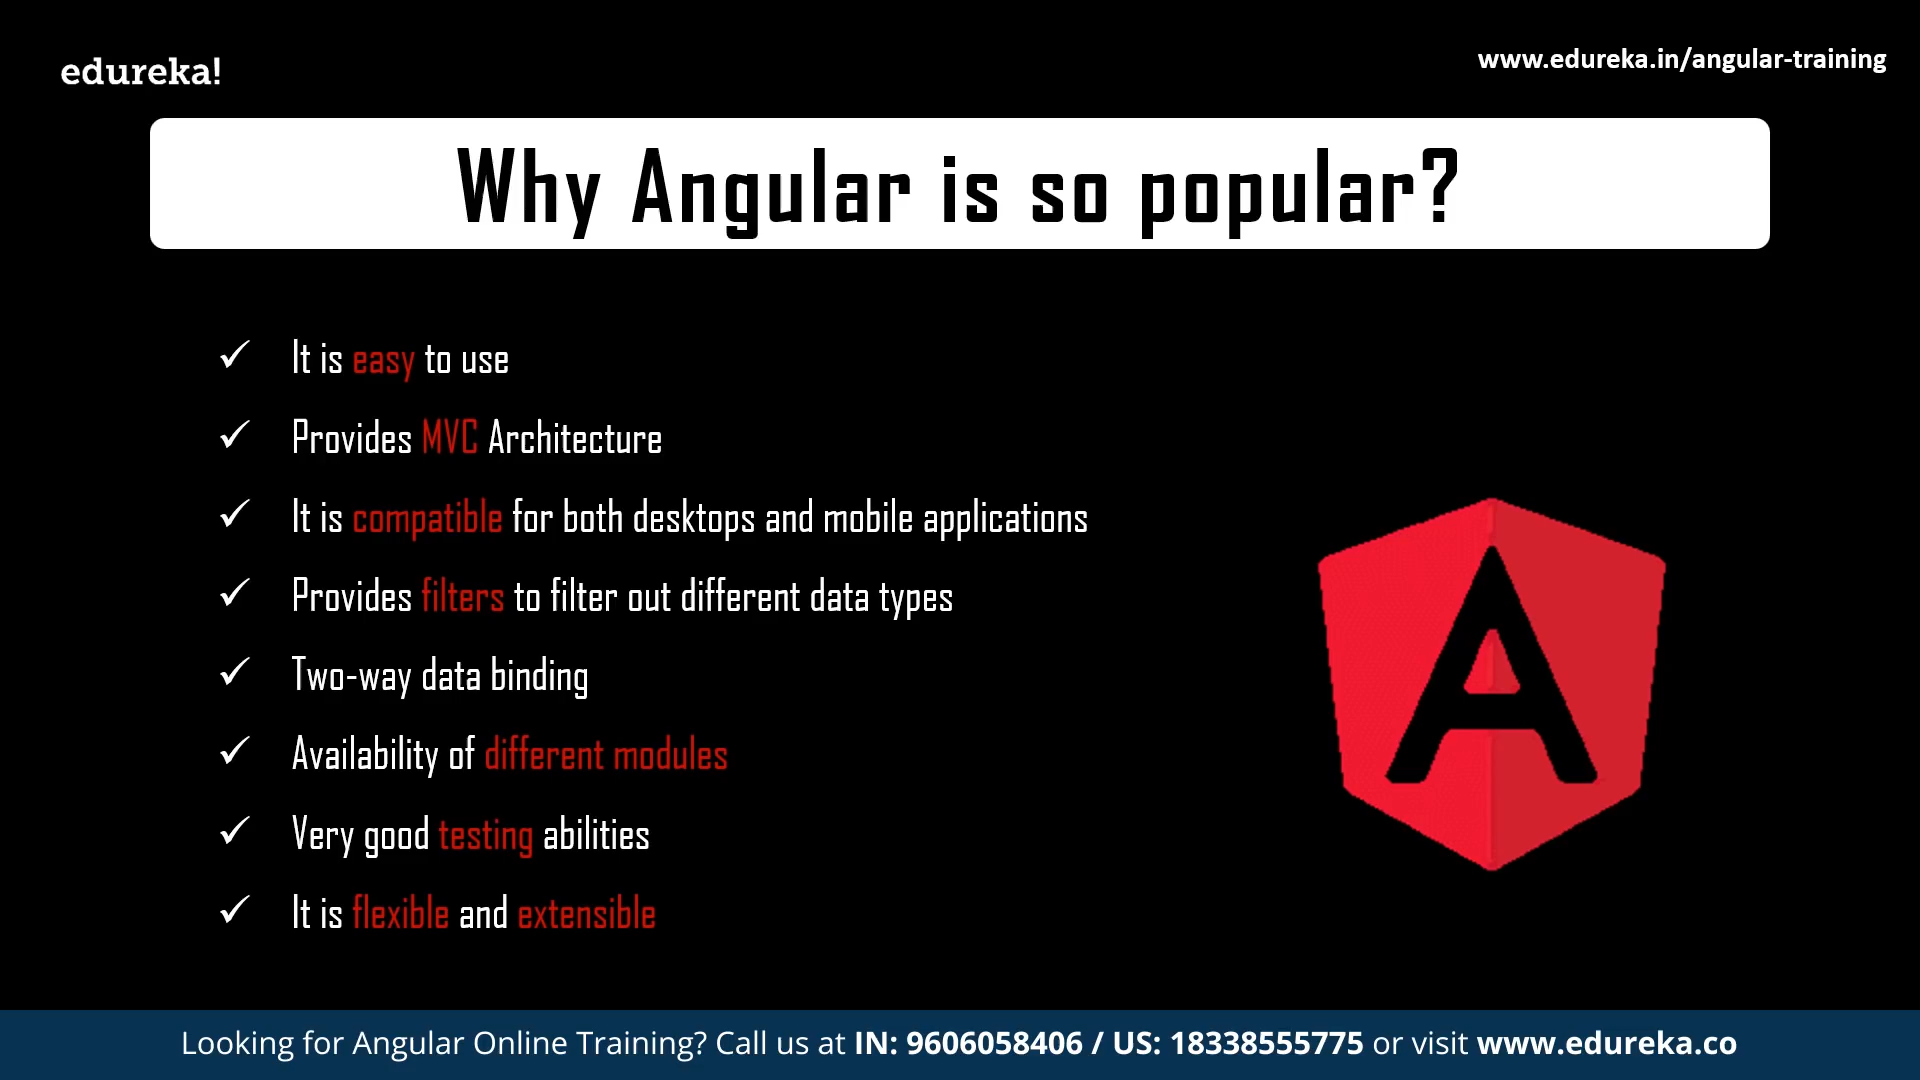 edureka!
www.edureka.in/angular-training
Why Angular is so popular?
✓ It is easy to use
✓ Provides MVC Architecture
✓ It is compatible for both desktops and mobile applications
✓ Provides filters to filter out different data types
✓ Two-way data binding
✓ Availability of different modules
✓ Very good testing abilities
✓ It is flexible and extensible
A
Looking for Angular Online Training? Call us at IN: 9606058406 / US: 18338555775 or visit www.edureka.co